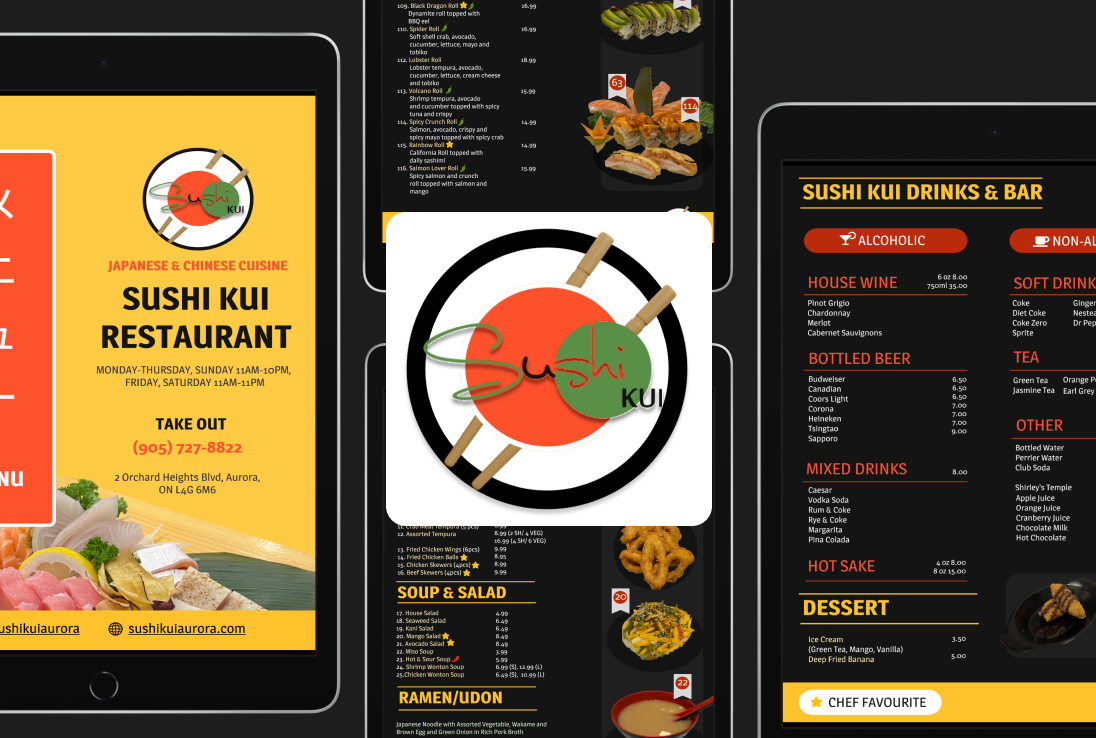 NU
Sushi
KUI
JAPANESE & CHINESE CUISINE
SUSHI KUI
RESTAURANT
MONDAY-THURSDAY, SUNDAY 11AM-10PM,
FRIDAY, SATURDAY 11AM-11PM
TAKE OUT
(905) 727-8822
2 Orchard Heights Blvd, Aurora,
ON L4G 6M6
ushikuiaurora
sushikuiaurora.com
109. Black Dragon Roll 16.99
Dynamite roll topped with
BBQ eel
110. Spider Roll 16.99
Soft shell crab, avocado,
cucumber, lettuce, mayo and
tobiko
112. Lobster Roll 18.99
Lobster tempura, avocado,
cucumber, lettuce, cream cheese
and tobiko
113. Volcano Roll 15.99
Shrimp tempura, avocado
and cucumber topped with spicy
tuna and crispy
114. Spicy Crunch Roll 14.99
Salmon, avocado, crispy and
spicy mayo topped with spicy crab
115. Rainbow Roll 14.99
California Roll topped with
daily sashimi
116. Salmon Lover Roll 15.99
Spicy salmon and crunch
roll topped with salmon and
mango
63
114
Sushi
KUI
11. Crab Meat Tempura (5 pcs)
12. Assorted Tempura 8.99 (2 SH/ 4 VEG)
16.99 (4 SH/ 6 VEG)
13. Fried Chicken Wings (6pcs) 9.99
14. Fried Chicken Balls 8.95
15. Chicken Skewers (4pcs) 8.99
16. Beef Skewers (4pcs) 9.99
SOUP & SALAD
17. House Salad 4.99
18. Seaweed Salad 6.49
19. Kani Salad 6.49
20. Mango Salad 8.49
21. Avocado Salad 8.49
22. Miso Soup 3.99
23. Hot & Sour Soup 5.99
24. Shrimp Wonton Soup 6.99 (S), 12.99 (L)
25.Chicken Wonton Soup 6.49 (S), 10.99 (L)
RAMEN/UDON
Japanese Noodle with Assorted Vegetable, Wakame and
Brown Egg and Green Onion In Rich Pork Broth
20
22
SUSHI KUI DRINKS & BAR
ALCOHOLIC
HOUSE WINE 6 oz 8.00
750ml 35.00
Pinot Grigio
Chardonnay
Merlot
Cabernet Sauvignons
BOTTLED BEER
Budweiser 6.50
Canadian 6.50
Coors Light 6.50
Corona 7.00
Heineken 7.00
Tsingtao 7.00
Sapporo 9.00
MIXED DRINKS 8.00
Caesar
Vodka Soda
Rum & Coke
Rye & Coke
Margarita
Pina Colada
HOT SAKE 4 oz 8.00
8 oz 15.00
DESSERT
Ice Cream 3.50
(Green Tea, Mango, Vanilla)
Deep Fried Banana 5.00
CHEF FAVOURITE
NON-AL
SOFT DRINK
Coke Ginger
Diet Coke Nestea
Coke Zero Dr Pep
Sprite
TEA
Green Tea Orange P
Jasmine Tea Earl Grey
OTHER
Bottled Water
Perrier Water
Club Soda
Shirley's Temple
Apple Juice
Orange Juice
Cranberry Juice
Chocolate Milk
Hot Chocolate